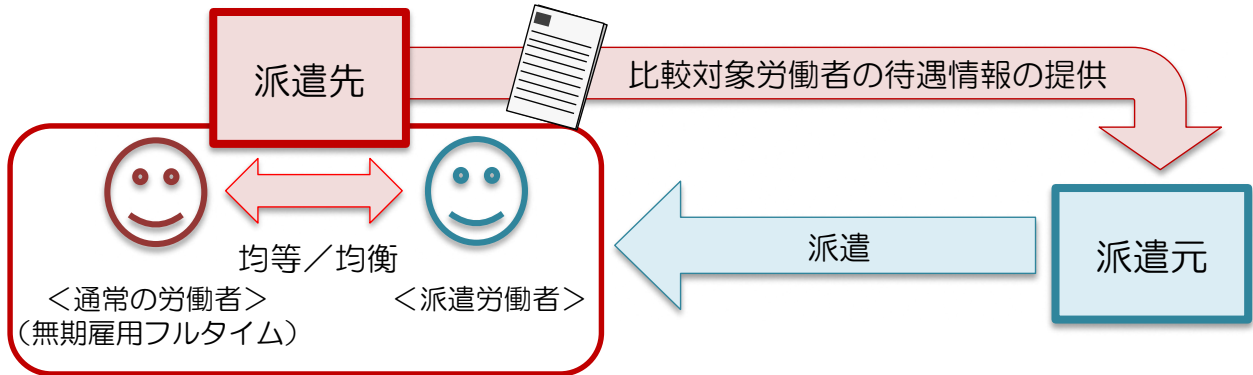 派遣先
比較対象労働者の待遇情報の提供
均等／均衡
＜通常の労働者＞
（無期雇用フルタイム）
＜派遣労働者＞
派遣
派遣元